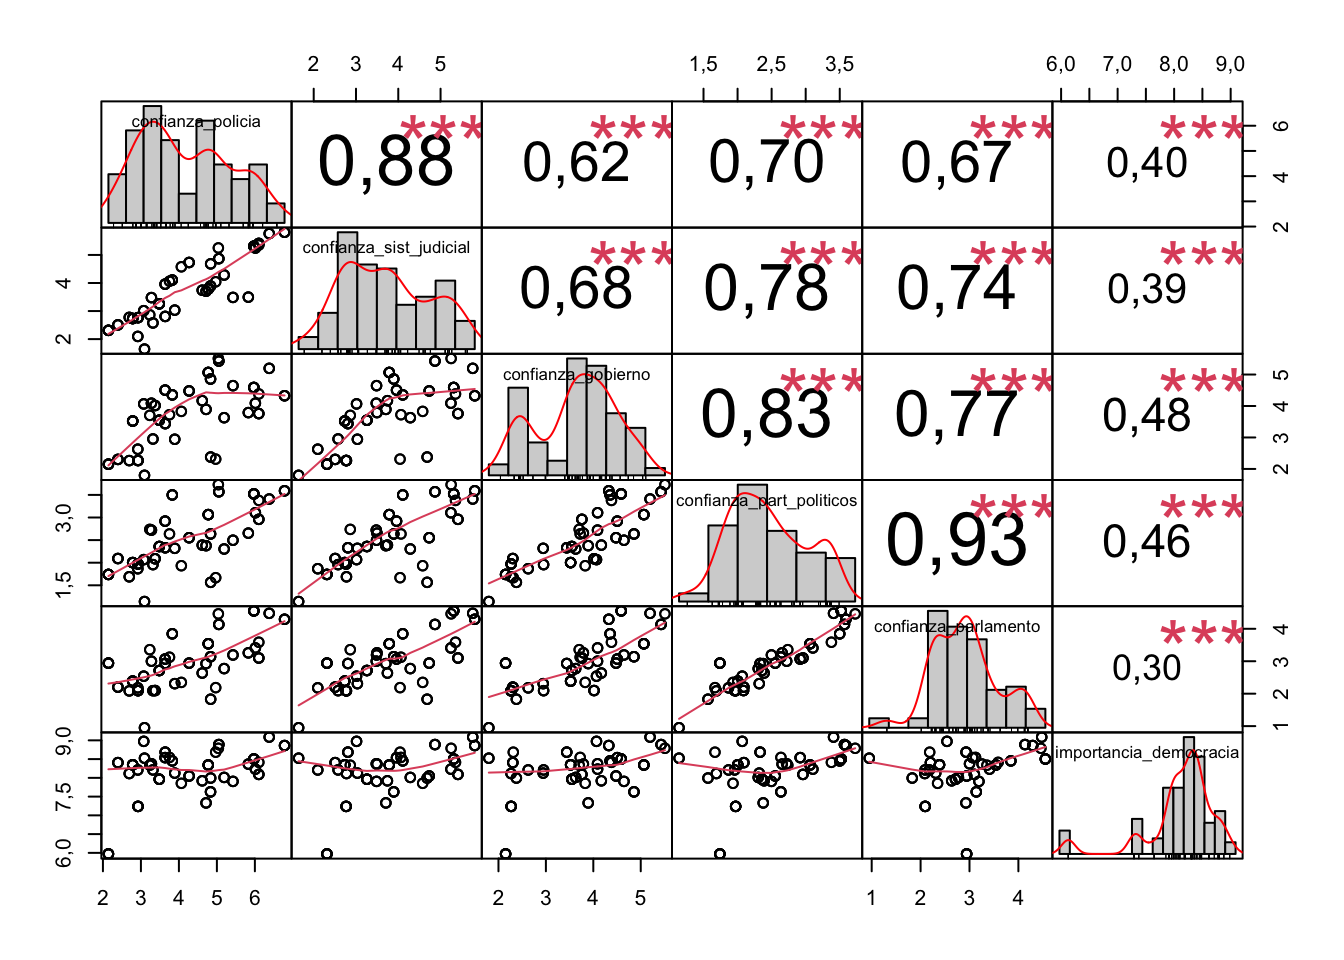 2 3 4 5 1,5 2,5 3,5 6,0 7,0 8,0 9,0
confianza_policia 0,88 *** 0,62 *** 0,70 *** 0,67 *** 0,40 *** 2 4 6
2 4 confianza_sist_judicial 0,68 *** 0,78 *** 0,74 *** 0,39 ***
confianza_gobierno 0,83 *** 0,77 *** 0,48 *** 2 3 4 5
1,5 3,0 confianza_part_politicos 0,93 *** 0,46 ***
confianza_parlamento 0,30 *** 1 2 3 4
6,0 7,5 9,0 importancia_democracia
2 3 4 5 6 2 3 4 5 1 2 3 4